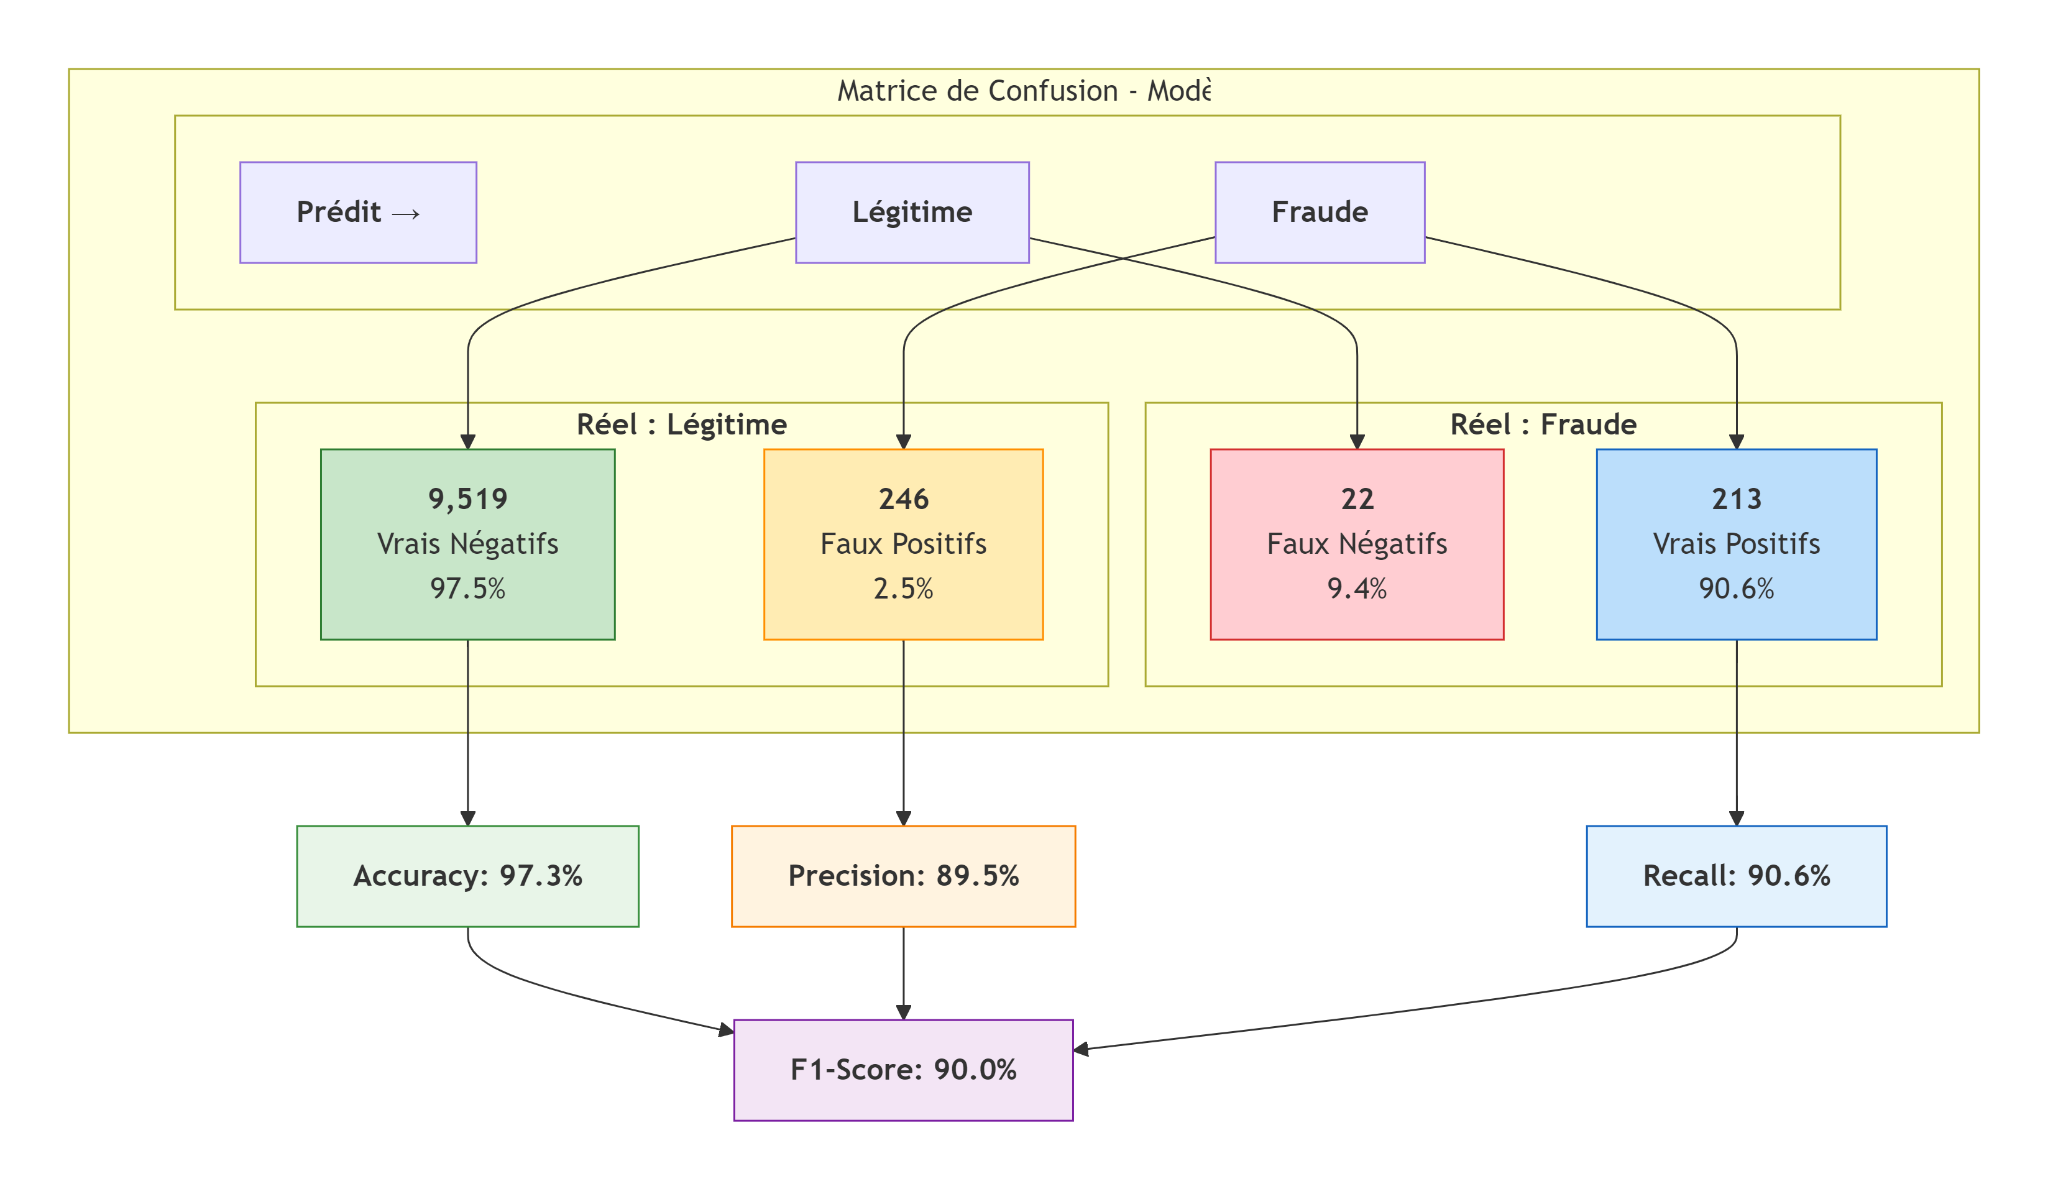 Matrice de Confusion - Modè
Prédit →
Légitime
Fraude
Réel : Légitime
Réel : Fraude
9,519
Vrais Négatifs
97.5%
246
Faux Positifs
2.5%
22
Faux Négatifs
9.4%
213
Vrais Positifs
90.6%
Accuracy: 97.3%
Precision: 89.5%
Recall: 90.6%
F1-Score: 90.0%